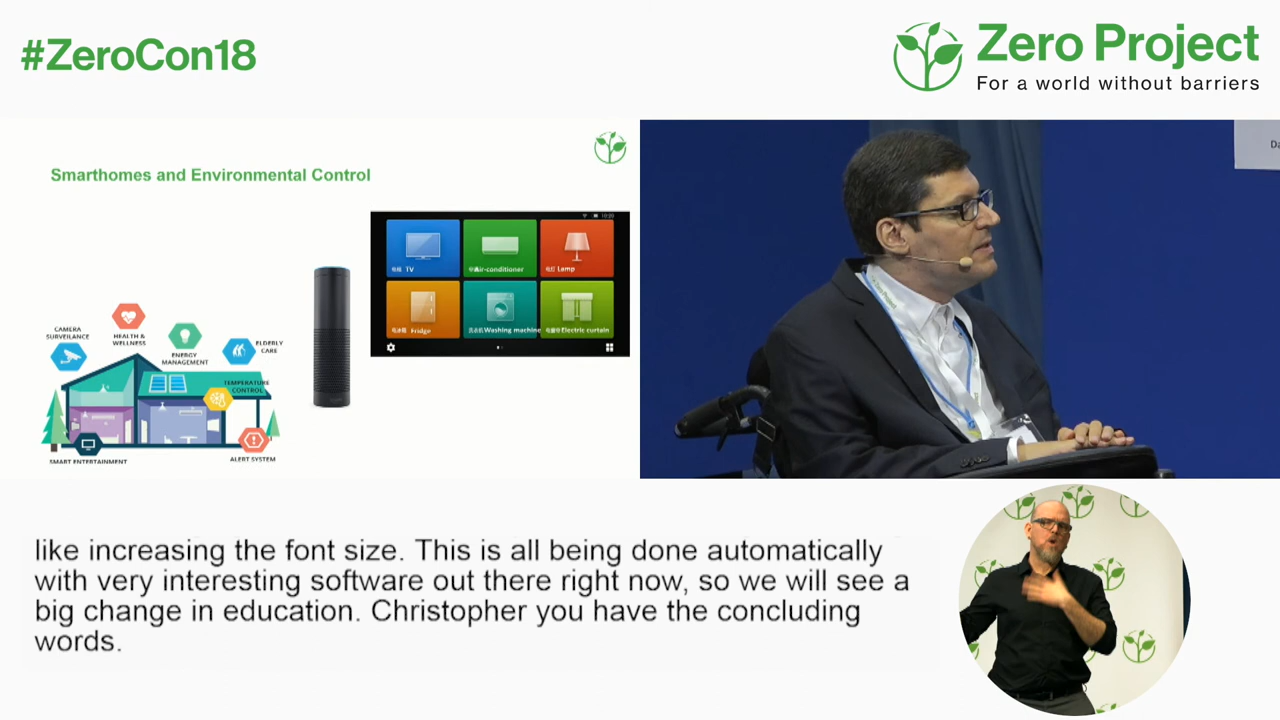 #ZeroCon18
Zero Project
For a world without barriers
Smarthomes and Environmental Control
10:20
TV
Air-conditioner
Lamp
Fridge
Washing machine
Electric curtain
CAMERA
SURVEILANCE
HEALTH &
WELLNESS
ENERGY
MANAGEMENT
ELDERLY
CARE
TEMPERATURE
CONTROL
SMART ENTERTAINMENT
ALERT SYSTEM
Da
like increasing the font size. This is all being done automatically
with very interesting software out there right now, so we will see a
big change in education. Christopher you have the concluding
words.